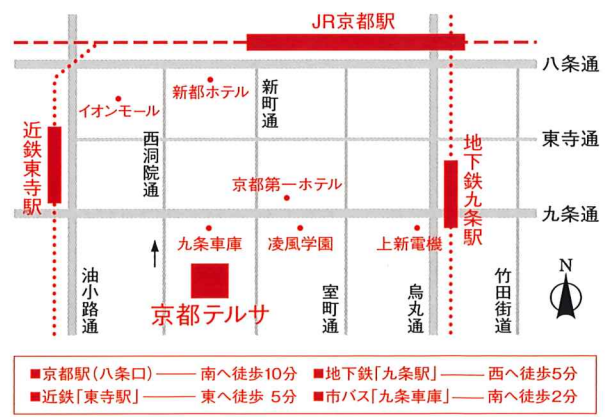 JR京都駅
八条通
新都ホテル
イオンモール
新町通
西洞院通
東寺通
近鉄東寺駅
地下鉄九条駅
京都第一ホテル
九条通
九条車庫
凌風学園
上新電機
油小路通
京都テルサ
室町通
烏丸通
竹田街道
N
■京都駅(八条口)――南へ徒歩10分
■地下鉄「九条駅」――西へ徒歩5分
■近鉄「東寺駅」――東へ徒歩 5分
■市バス「九条車庫」――南へ徒歩2分